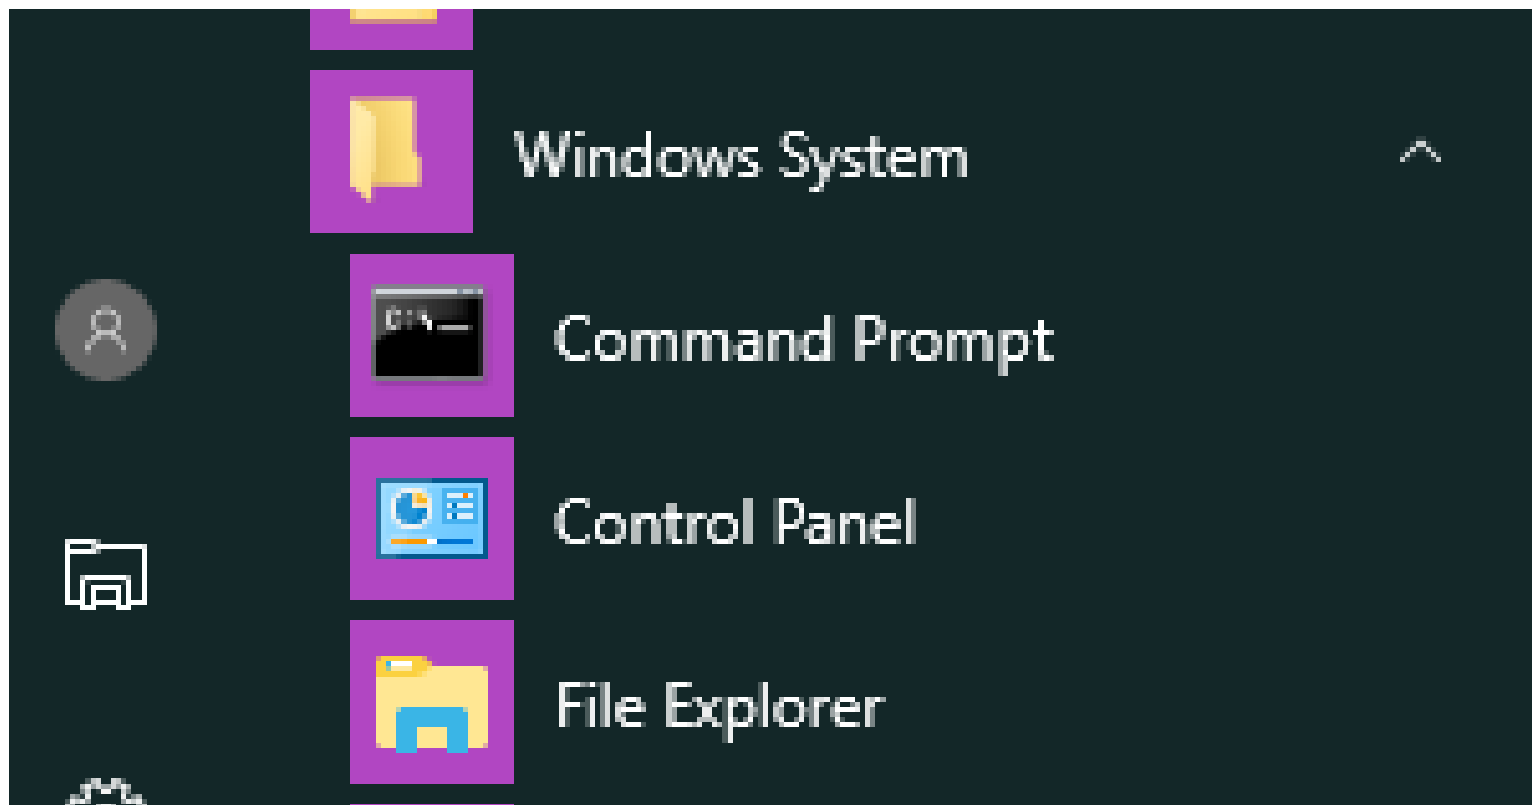 Windows System
Command Prompt
Control Panel
File Explorer